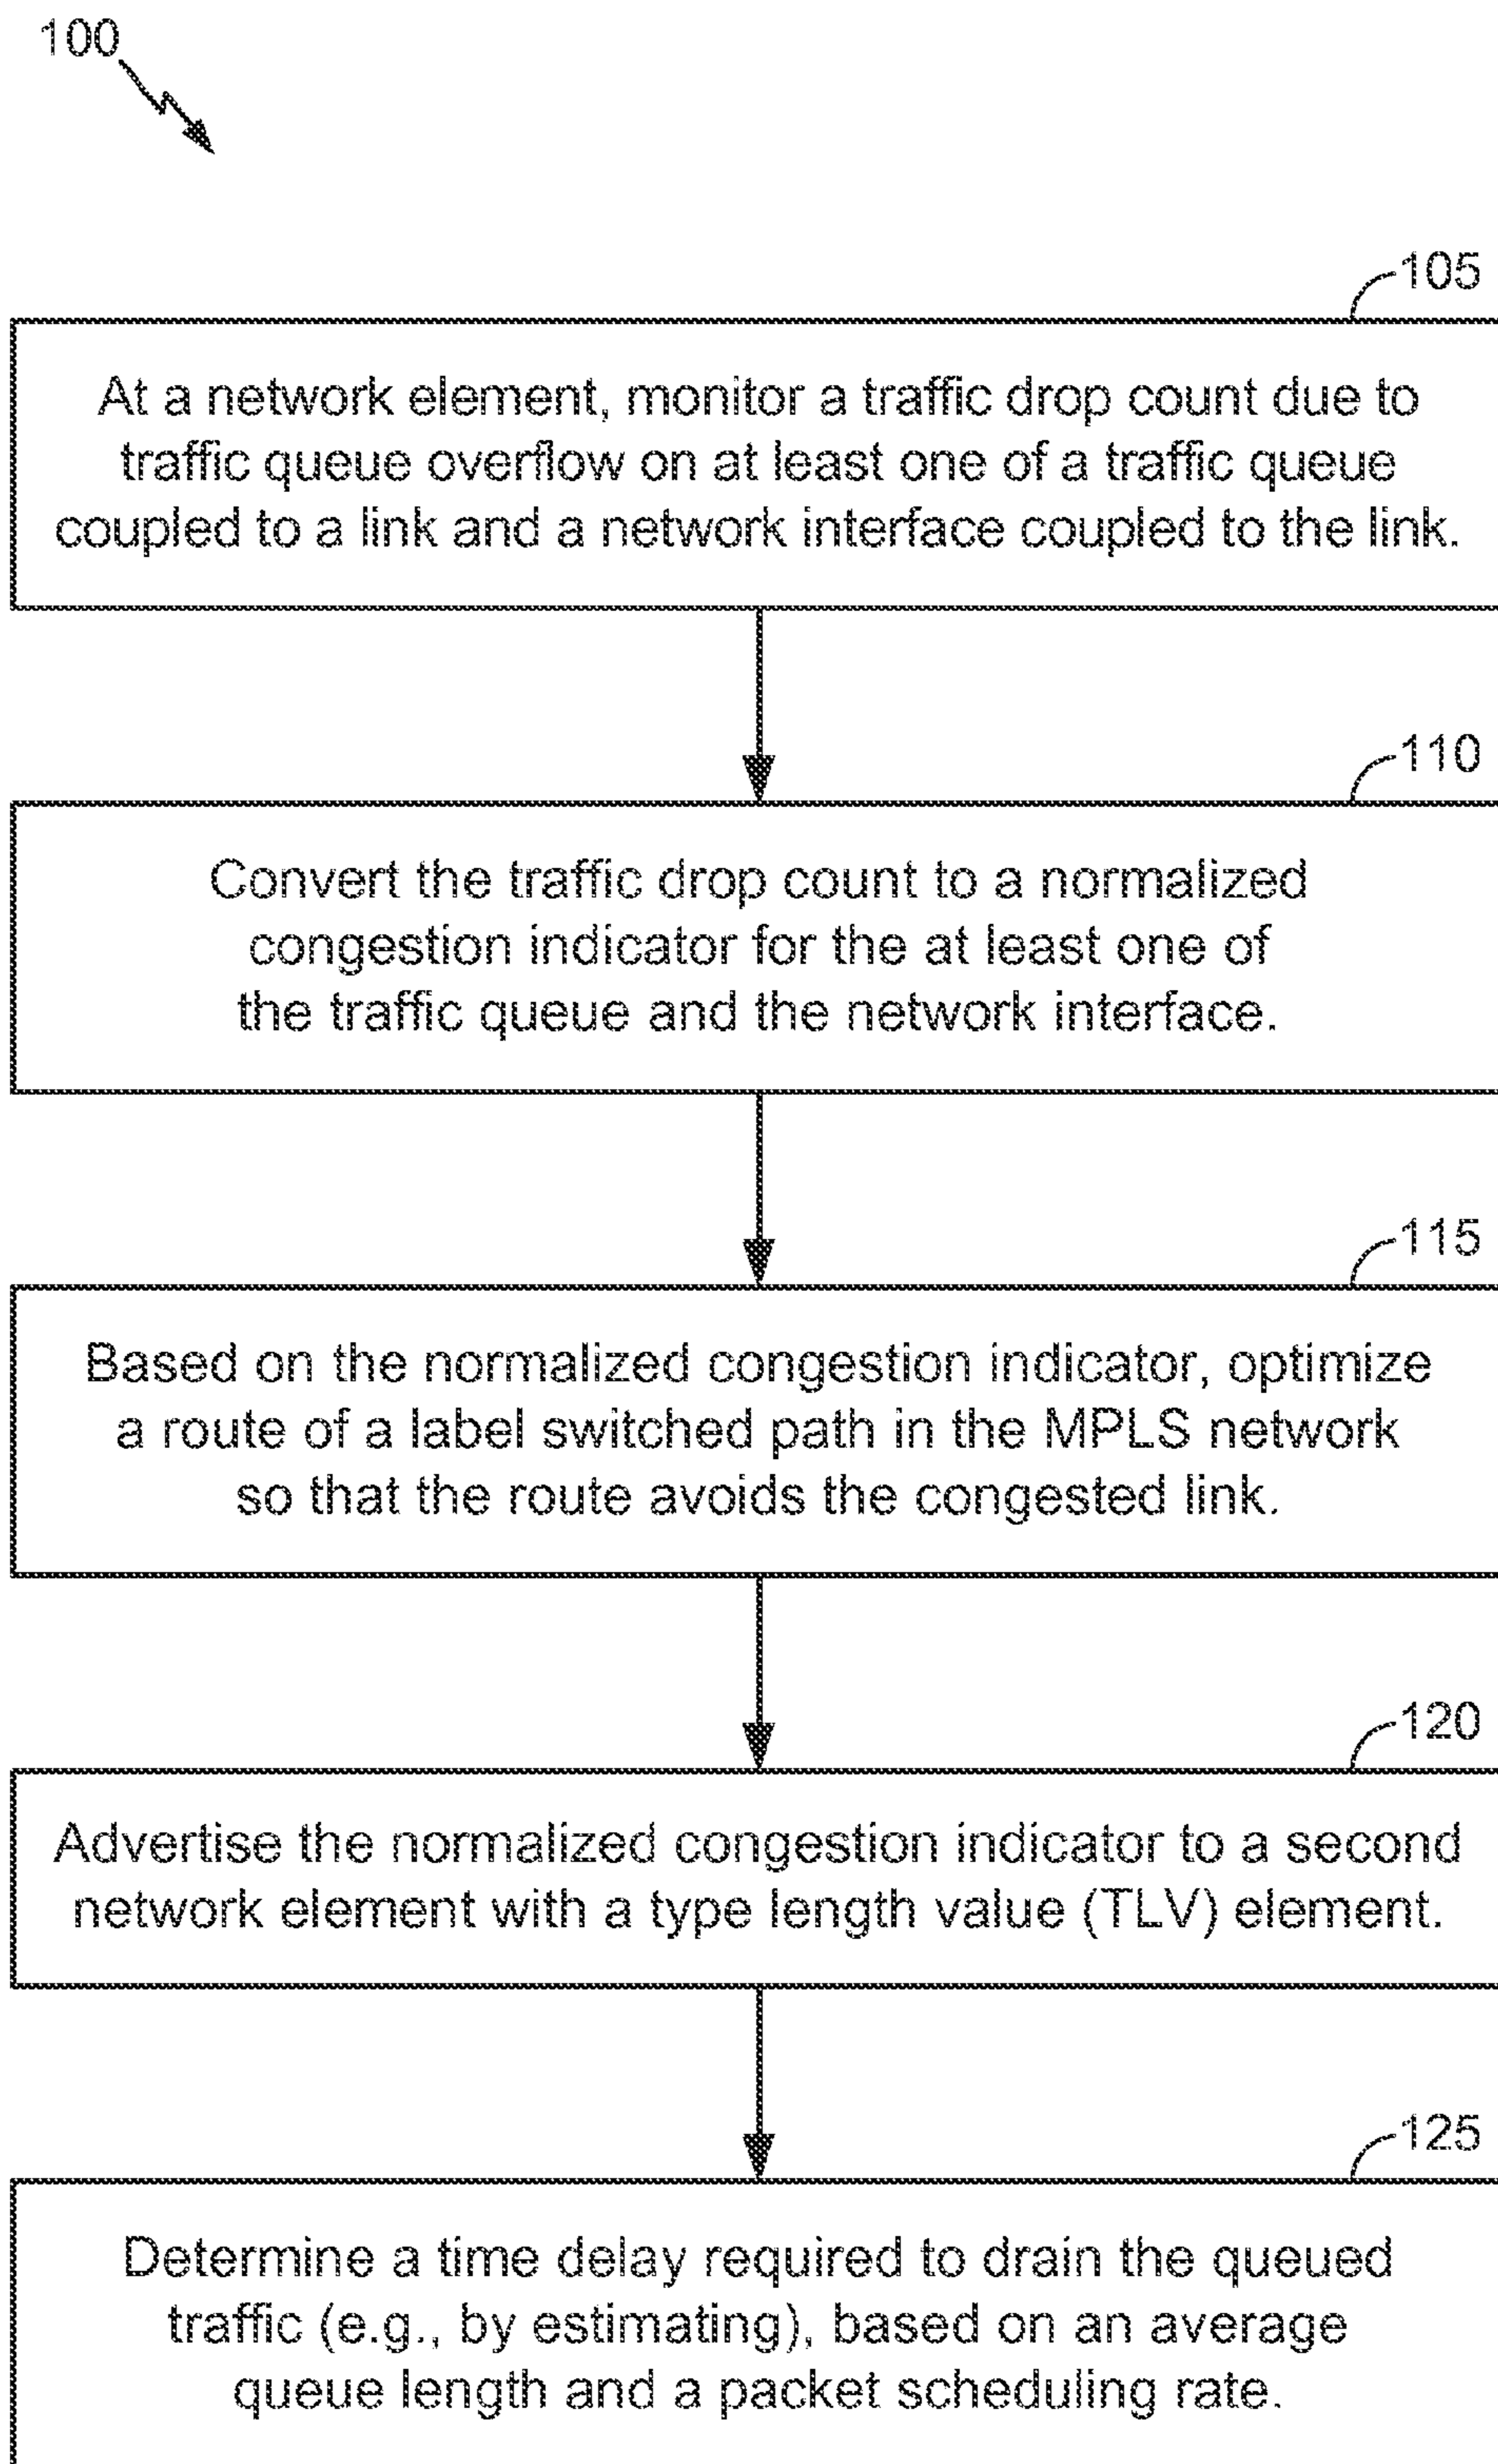 100
105
At a network element, monitor a traffic drop count due to
traffic queue overflow on at least one of a traffic queue
coupled to a link and a network interface coupled to the link.
110
Convert the traffic drop count to a normalized
congestion indicator for the at least one of
the traffic queue and the network interface.
115
Based on the normalized congestion indicator, optimize
a route of a label switched path in the MPLS network
so that the route avoids the congested link.
120
Advertise the normalized congestion indicator to a second
network element with a type length value (TLV) element.
125
Determine a time delay required to drain the queued
traffic (e.g., by estimating), based on an average
queue length and a packet scheduling rate.